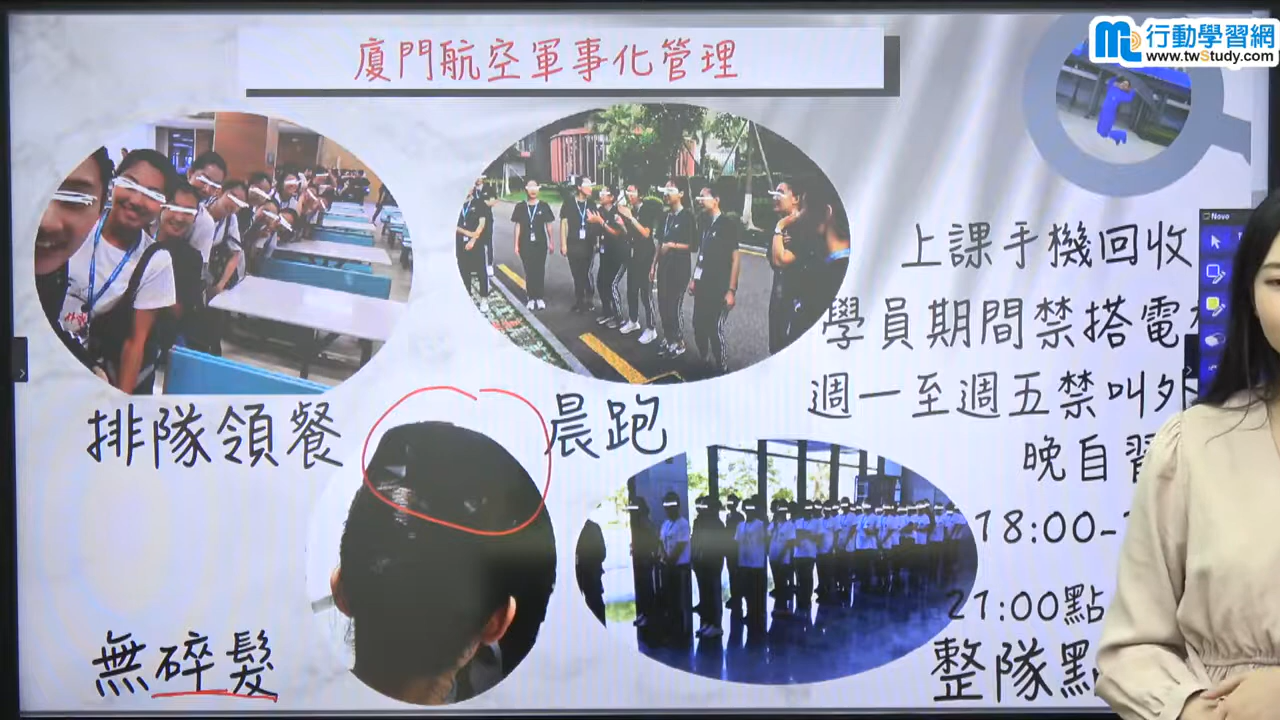 行動學習網
www.twStudy.com
廈門航空軍事化管理
Novo
上課手機回收
學員期間禁搭電
週一至週五禁叫外
晚自習
排隊領餐
晨跑
18:00-
21:00點
無碎髮
整隊點